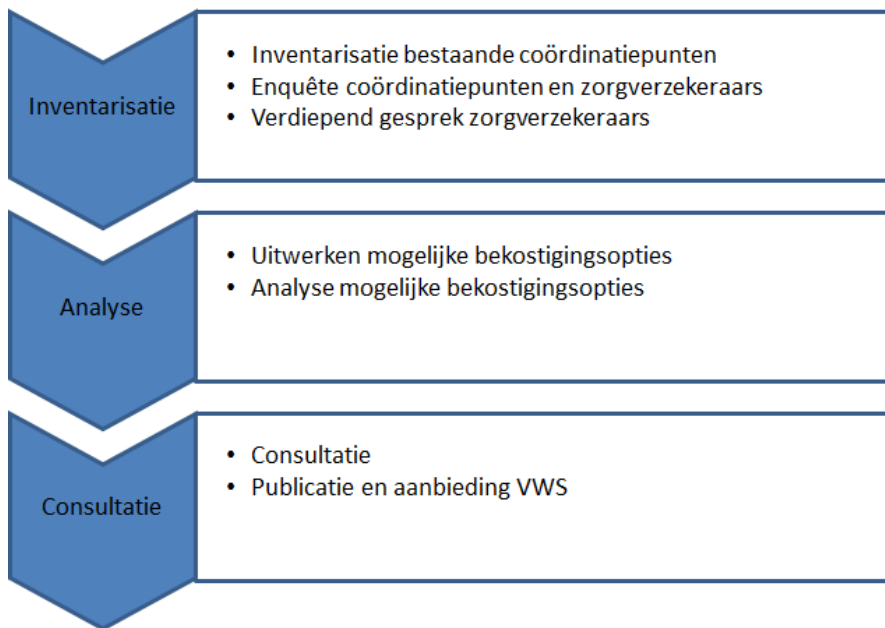 Inventarisatie
• Inventarisatie bestaande coördinatiepunten
• Enquête coördinatiepunten en zorgverzekeraars
• Verdiepend gesprek zorgverzekeraars
Analyse
• Uitwerken mogelijke bekostigingsopties
• Analyse mogelijke bekostigingsopties
Consultatie
• Consultatie
• Publicatie en aanbieding VWS